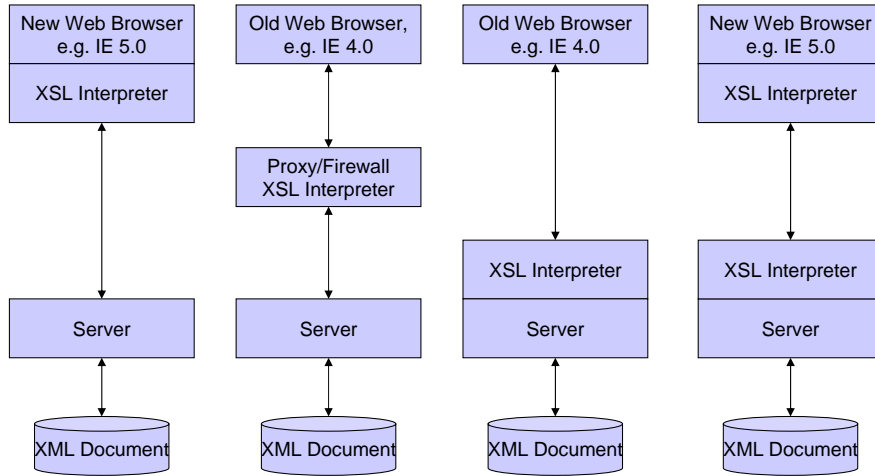 New Web Browser
e.g. IE 5.0
XSL Interpreter
Server
XML Document
Old Web Browser,
e.g. IE 4.0
Proxy/Firewall
XSL Interpreter
Server
XML Document
Old Web Browser
e.g. IE 4.0
XSL Interpreter
Server
XML Document
New Web Browser
e.g. IE 5.0
XSL Interpreter
XSL Interpreter
Server
XML Document